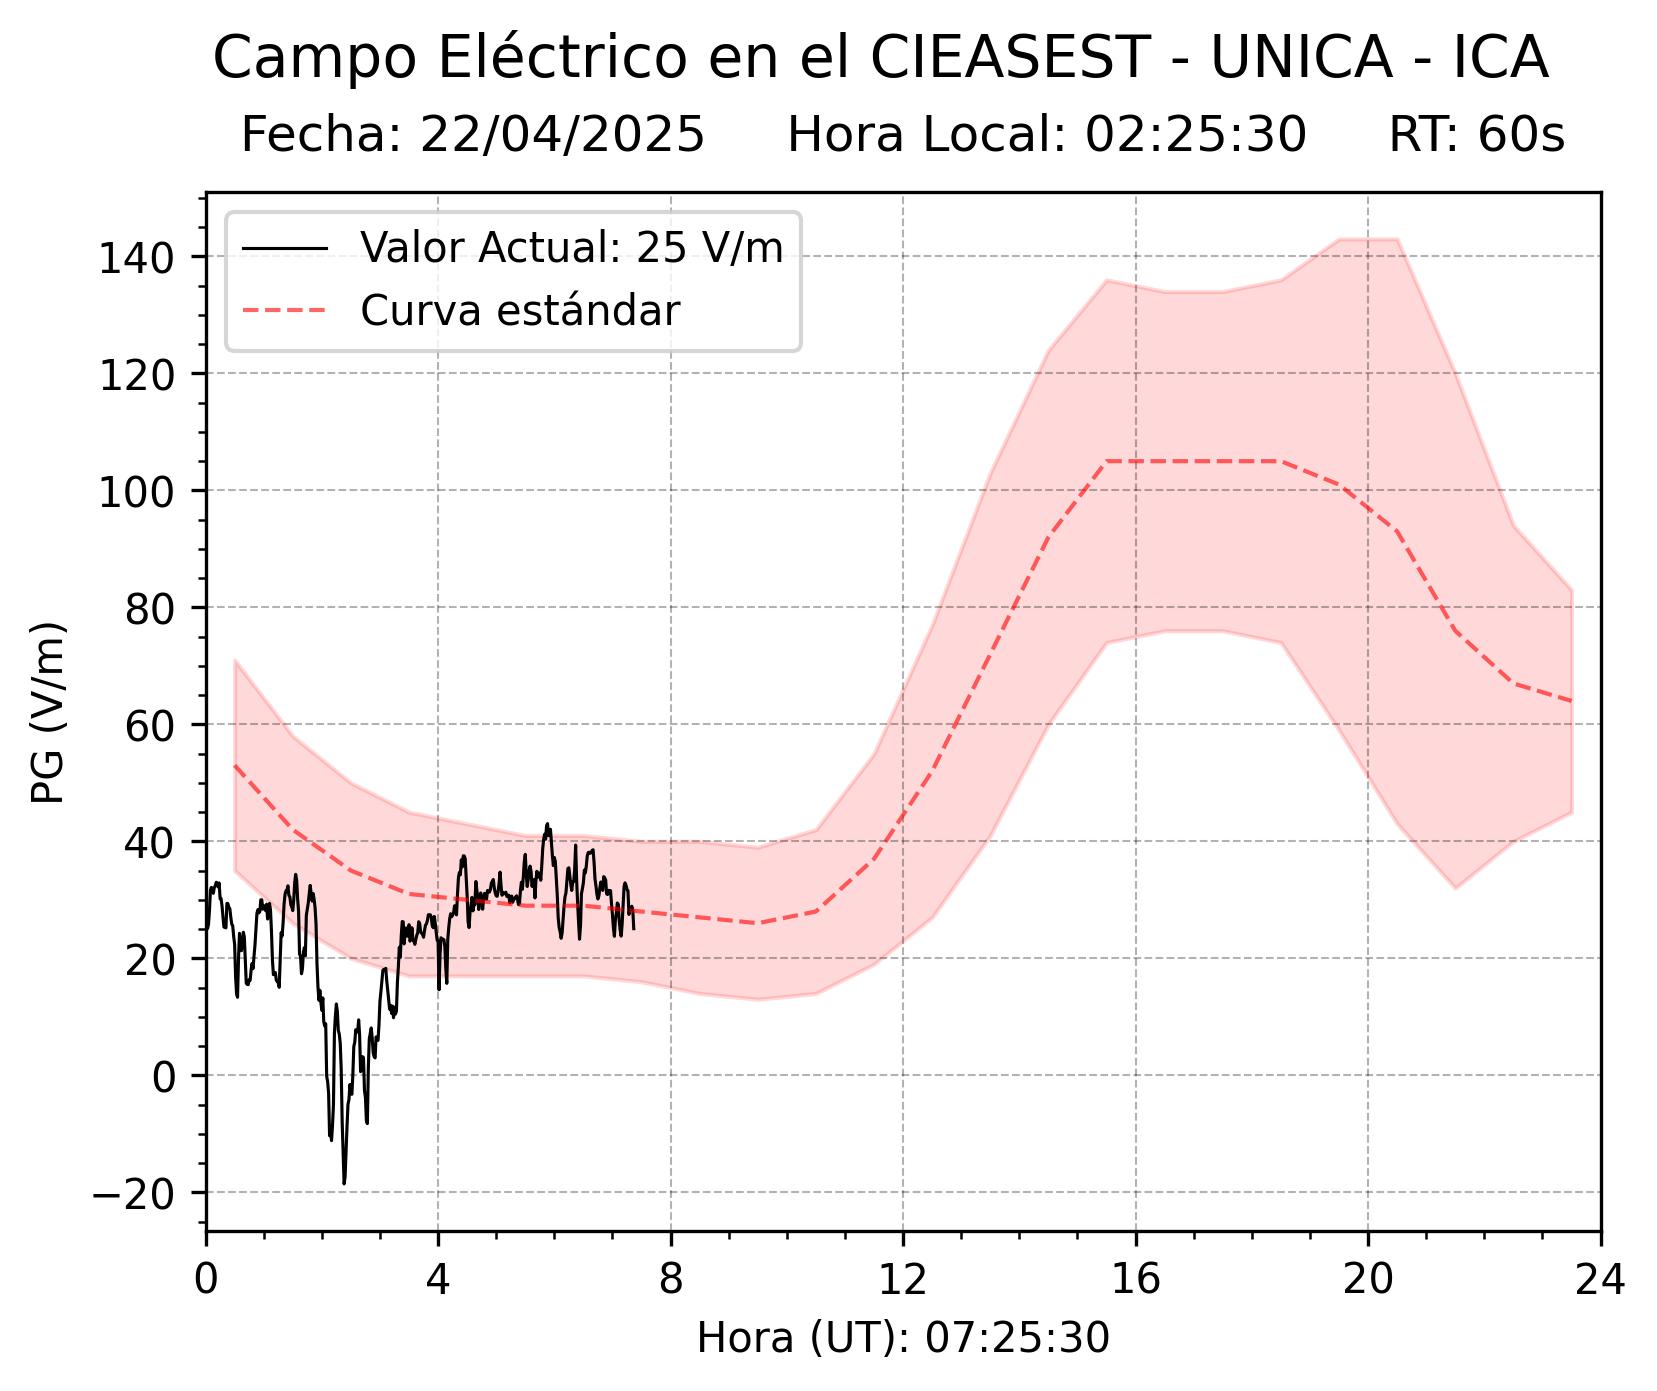 Campo Eléctrico en el CIEASEST - UNICA - ICA
Fecha: 22/04/2025 Hora Local: 02:25:30 RT: 60s
Valor Actual: 25 V/m
Curva estándar
PG (V/m)
140
120
100
80
60
40
20
0
−20
0 4 8 12 16 20 24
Hora (UT): 07:25:30